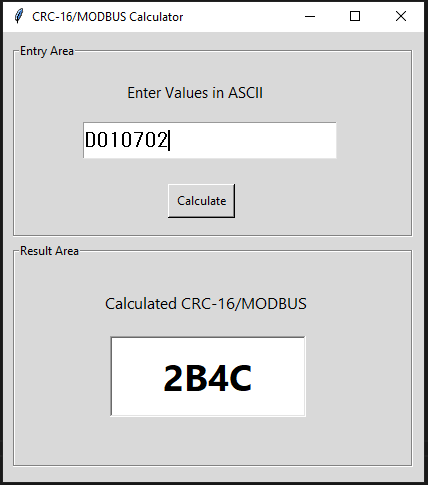 CRC-16/MODBUS Calculator
Entry Area
Enter Values in ASCII
D010702
Calculate
Result Area
Calculated CRC-16/MODBUS
2B4C